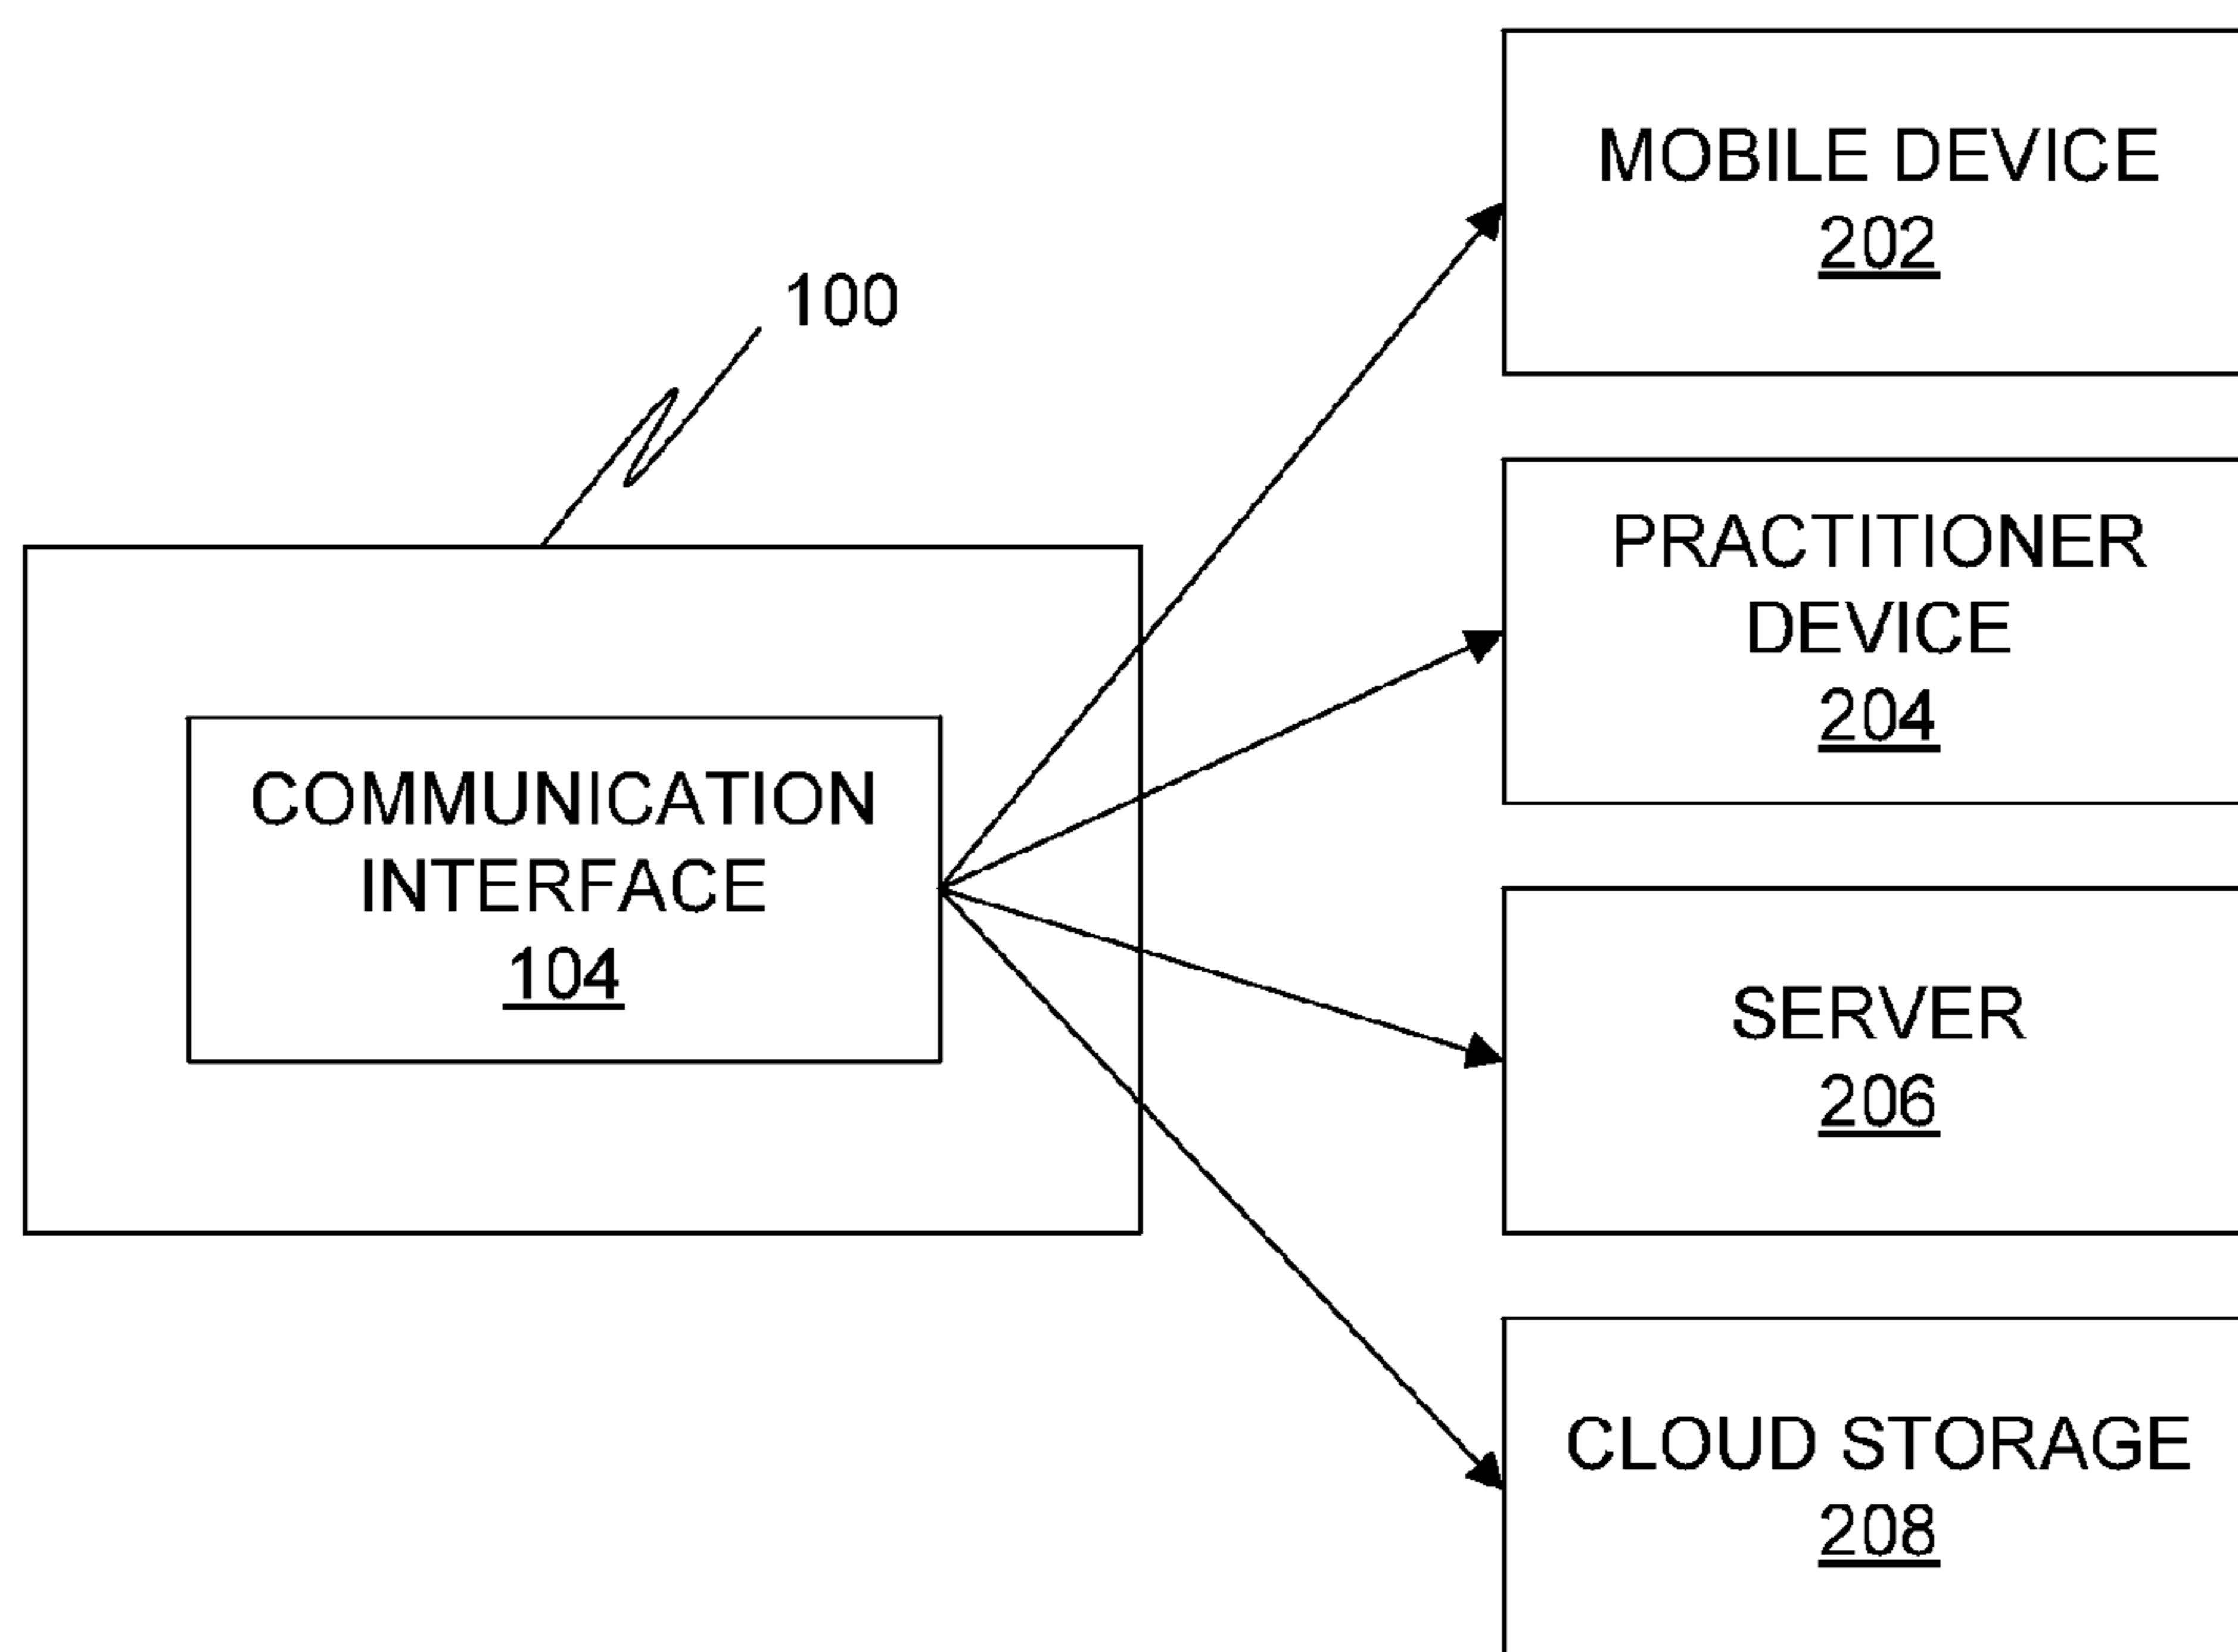 100
COMMUNICATION
INTERFACE
104
MOBILE DEVICE
202
PRACTITIONER
DEVICE
204
SERVER
206
CLOUD STORAGE
208